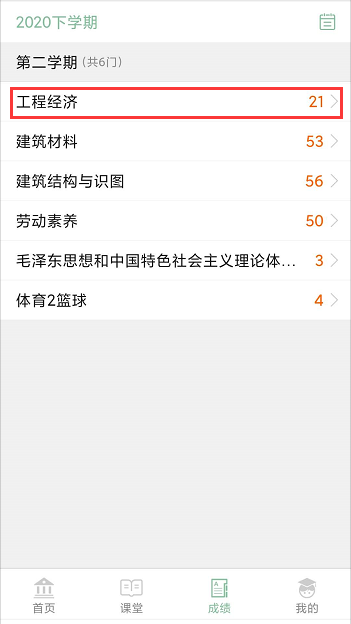 2020下学期
第二学期(共6门)
工程经济 21
建筑材料 53
建筑结构与识图 56
劳动素养 50
毛泽东思想和中国特色社会主义理论体... 3
体育2篮球 4
首页 课堂 成绩 我的